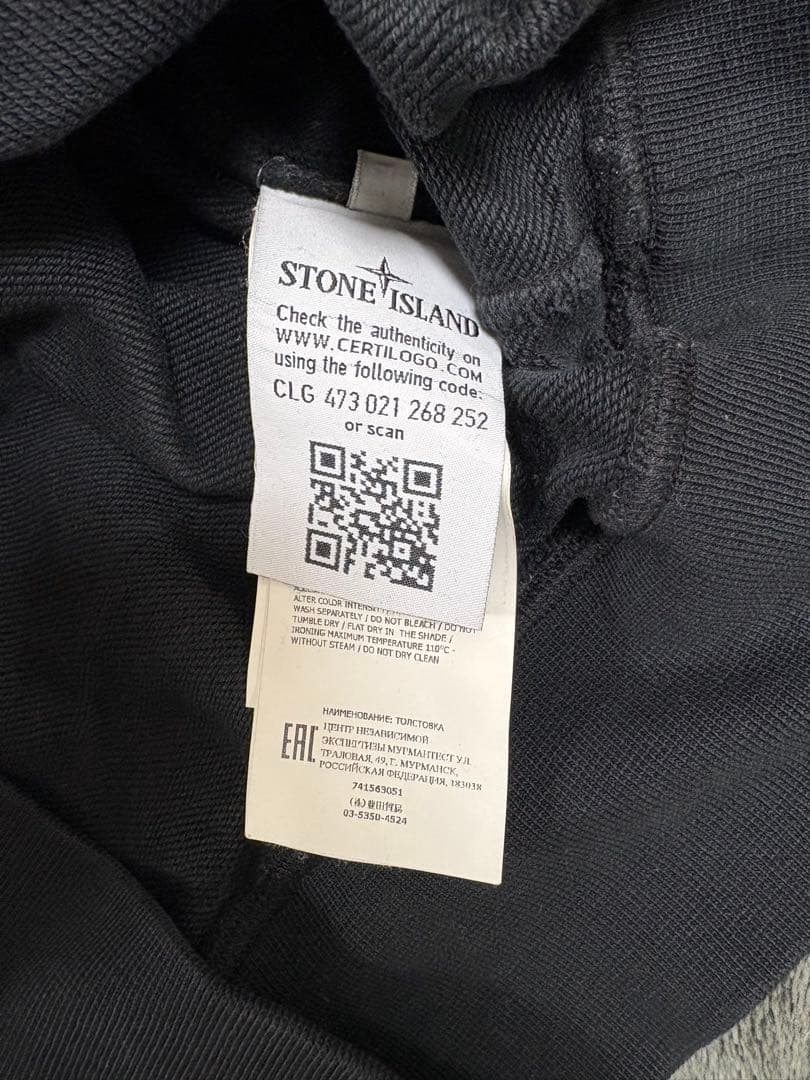 STONE ISLAND
Check the authenticity on
WWW.CERTILOGO.COM
using the following code:
CLG 473 021 268 252
or scan
ALTER COLOR
WASH SEPARATELY / DO NOT BLEACH / DO NOT
TUMBLE DRY / FLAT DRY IN THE SHADE /
IRONING MAXIMUM TEMPERATURE 110°C -
WITHOUT STEAM / DO NOT DRY CLEAN
НАИМЕНОВАНИЕ: ТОЛСТОВКА
ЦЕНТР НЕЗАВИСИМОЙ
ЭКСПЕРТИЗЫ МУРМАНТЕСТ УЛ.
ТРАЛОВАЯ, 49, Г. МУРМАНСК,
РОССИЙСКАЯ ФЕДЕРАЦИЯ, 183038
EAC
741563051
03-5350-4524